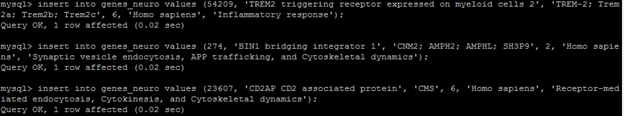 mysql> insert into genes_neuro values (54209, 'TREM2 triggering receptor expressed on myeloid cells 2', 'TREM-2; Trem
2a; Trem2b; Trem2c', 6, 'Homo sapiens', 'Inflammatory response');
Query OK, 1 row affected (0.02 sec)
mysql> insert into genes_neuro values (274, 'BIN1 bridging integrator 1', 'CNM2; AMPH2; AMPHL; SH3P9', 2, 'Homo sapie
ns', 'Synaptic vesicle endocytosis, APP trafficking, and Cytoskeletal dynamics');
Query OK, 1 row affected (0.02 sec)
mysql> insert into genes_neuro values (23607, 'CD2AP CD2 associated protein', 'CMS', 6, 'Homo sapiens', 'Receptor-med
iated endocytosis, Cytokinesis, and Cytoskeletal dynamics');
Query OK, 1 row affected (0.02 sec)